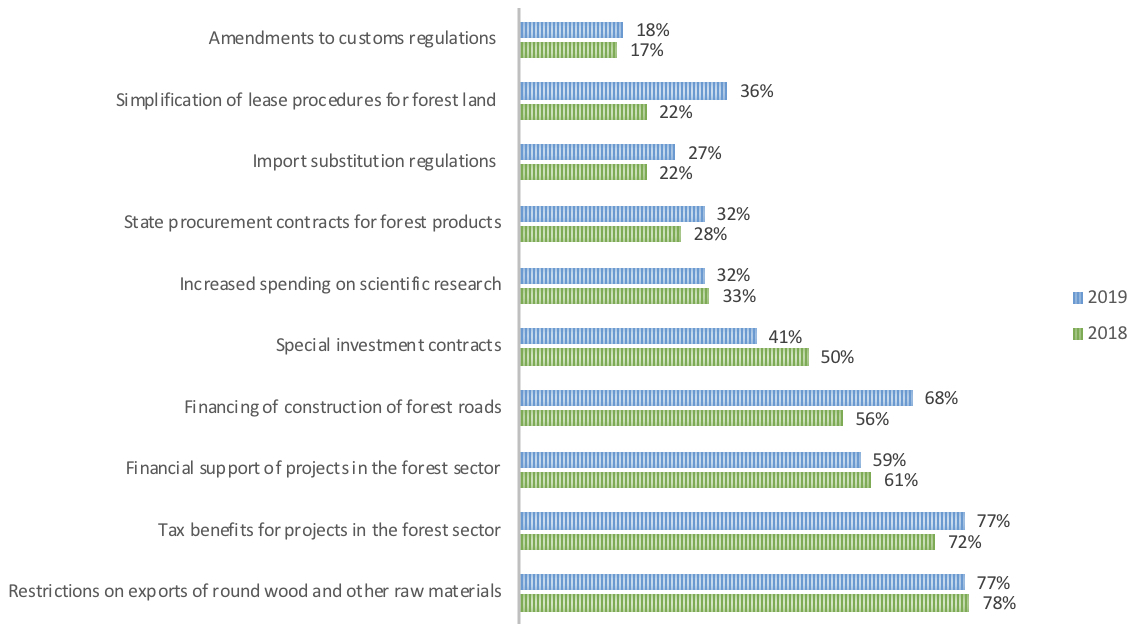 Amendments to customs regulations
18%
17%
Simplification of lease procedures for forest land
36%
22%
Import substitution regulations
27%
22%
State procurement contracts for forest products
32%
28%
Increased spending on scientific research
32%
33%
Special investment contracts
41%
50%
Financing of construction of forest roads
68%
56%
Financial support of projects in the forest sector
59%
61%
Tax benefits for projects in the forest sector
77%
72%
Restrictions on exports of round wood and other raw materials
77%
78%
2019
2018